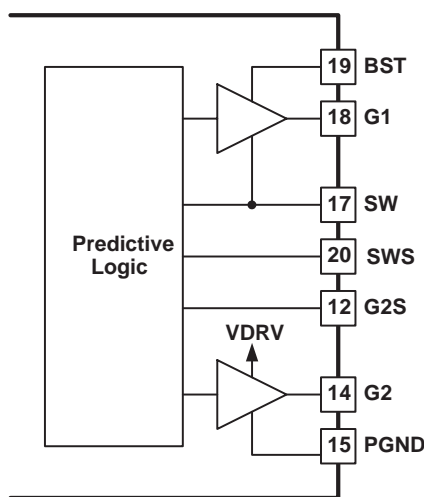 19 BST
18 G1
17 SW
Predictive
Logic
20 SWS
12 G2S
VDRV
14 G2
15 PGND